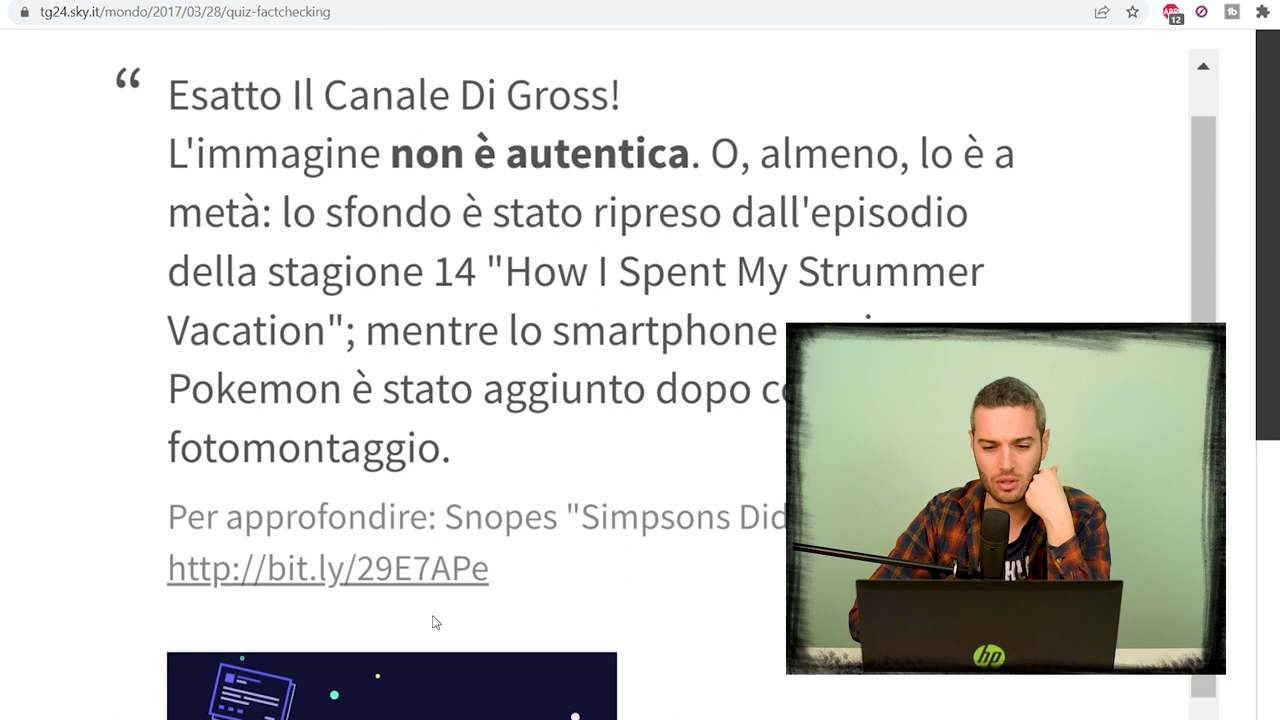 tg24.sky.it/mondo/2017/03/28/quiz-factchecking
12
“ Esatto Il Canale Di Gross!
L'immagine non è autentica. O, almeno, lo è a
metà: lo sfondo è stato ripreso dall'episodio
della stagione 14 "How I Spent My Strummer
Vacation"; mentre lo smartphone
Pokemon è stato aggiunto dopo
fotomontaggio.
Per approfondire: Snopes "Simpsons Did
http://bit.ly/29E7APe
hp